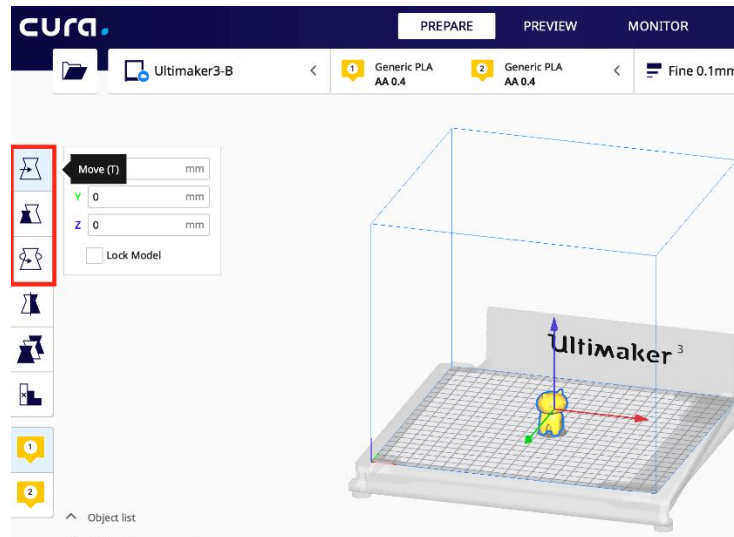 cura.
PREPARE PREVIEW MONITOR
Ultimaker3-B
1 Generic PLA
AA 0.4
2 Generic PLA
AA 0.4
Fine 0.1mm
Move (T)
mm
Y 0 mm
Z 0 mm
Lock Model
Ultimaker 3
1
2
Object list